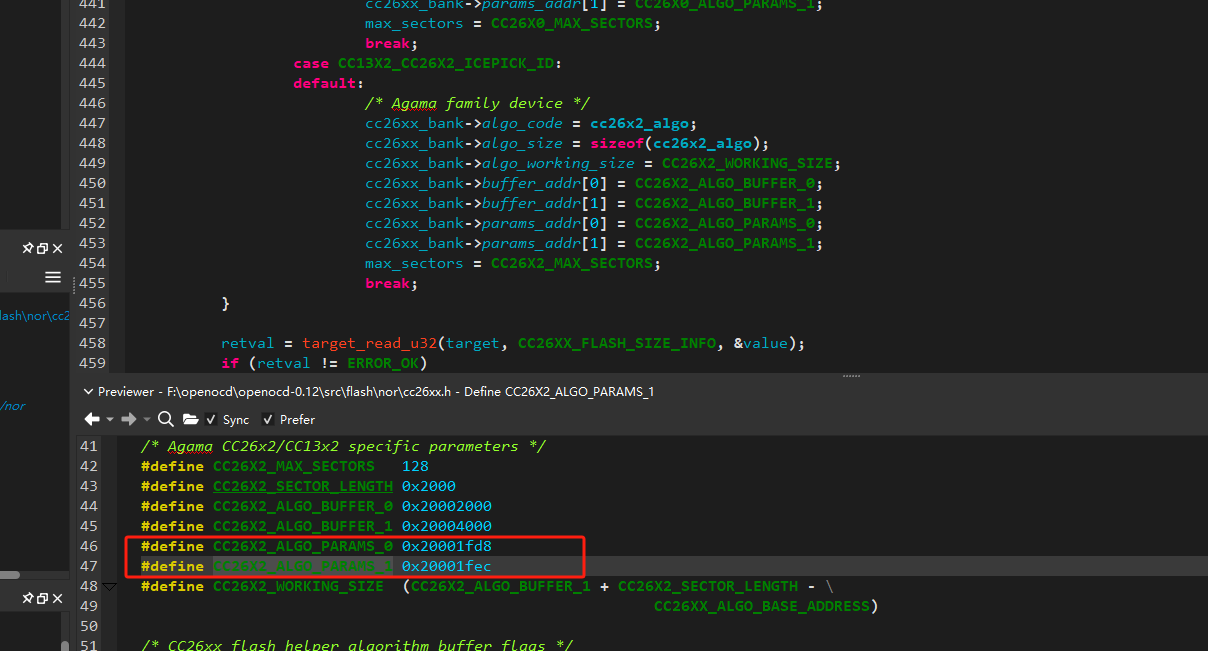 441 cc26xx_bank->params_addr[1] = CC26X0_ALGO_PARAMS_1;
442 max_sectors = CC26X0_MAX_SECTORS;
443 break;
444 case CC13X2_CC26X2_ICEPICK_ID:
445 default:
446 /* Agama family device */
447 cc26xx_bank->algo_code = cc26x2_algo;
448 cc26xx_bank->algo_size = sizeof(cc26x2_algo);
449 cc26xx_bank->algo_working_size = CC26X2_WORKING_SIZE;
450 cc26xx_bank->buffer_addr[0] = CC26X2_ALGO_BUFFER_0;
451 cc26xx_bank->buffer_addr[1] = CC26X2_ALGO_BUFFER_1;
452 cc26xx_bank->params_addr[0] = CC26X2_ALGO_PARAMS_0;
453 cc26xx_bank->params_addr[1] = CC26X2_ALGO_PARAMS_1;
454 max_sectors = CC26X2_MAX_SECTORS;
455 break;
456 }
457
458 retval = target_read_u32(target, CC26XX_FLASH_SIZE_INFO, &value);
459 if (retval != ERROR_OK)
lash\nor\cc2
/nor
Previewer - F:\openocd\openocd-0.12\src\flash\nor\cc26xx.h - Define CC26X2_ALGO_PARAMS_1
Sync Prefer
41 /* Agama CC26x2/CC13x2 specific parameters */
42 #define CC26X2_MAX_SECTORS 128
43 #define CC26X2_SECTOR_LENGTH 0x2000
44 #define CC26X2_ALGO_BUFFER_0 0x20002000
45 #define CC26X2_ALGO_BUFFER_1 0x20004000
46 #define CC26X2_ALGO_PARAMS_0 0x20001fd8
47 #define CC26X2_ALGO_PARAMS_1 0x20001fec
48 #define CC26X2_WORKING_SIZE (CC26X2_ALGO_BUFFER_1 + CC26X2_SECTOR_LENGTH - \
49 CC26XX_ALGO_BASE_ADDRESS)
50
51 /* CC26xx flash helper algorithm buffer flags */